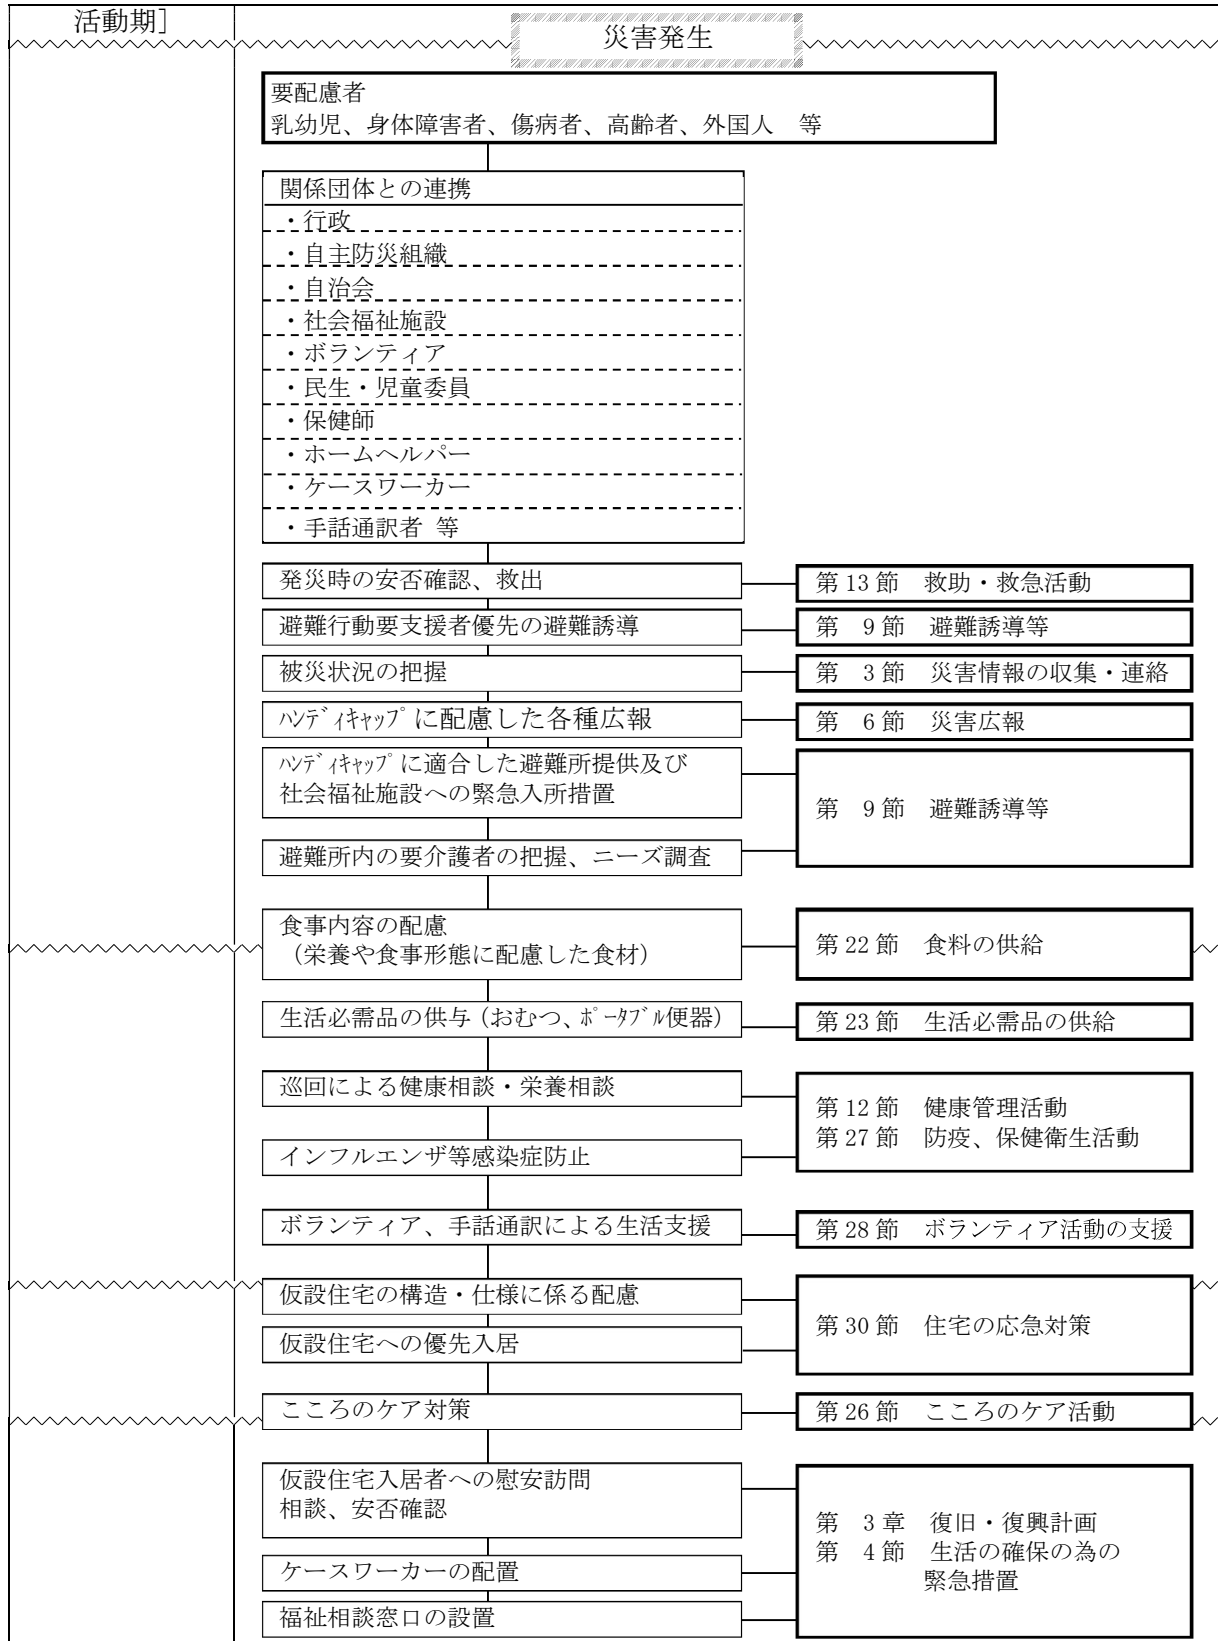 活動期］
災害発生
要配慮者
乳幼児、身体障害者、傷病者、高齢者、外国人　等
関係団体との連携
・行政
・自主防災組織
・自治会
・社会福祉施設
・ボランティア
・民生・児童委員
・保健師
・ホームヘルパー
・ケースワーカー
・手話通訳者 等
発災時の安否確認、救出
第 13 節　救助・救急活動
避難行動要支援者優先の避難誘導
第　9 節　避難誘導等
被災状況の把握
第　3 節　災害情報の収集・連絡
ﾊﾝﾃﾞｨｷｬｯﾌﾟに配慮した各種広報
第　6 節　災害広報
ﾊﾝﾃﾞｨｷｬｯﾌﾟに適合した避難所提供及び
社会福祉施設への緊急入所措置
第　9 節　避難誘導等
避難所内の要介護者の把握、ニーズ調査
食事内容の配慮
（栄養や食事形態に配慮した食材）
第 22 節　食料の供給
生活必需品の供与（おむつ、ﾎﾟｰﾀﾌﾞﾙ便器）
第 23 節　生活必需品の供給
巡回による健康相談・栄養相談
第 12 節　健康管理活動
第 27 節　防疫、保健衛生活動
インフルエンザ等感染症防止
ボランティア、手話通訳による生活支援
第 28 節　ボランティア活動の支援
仮設住宅の構造・仕様に係る配慮
第 30 節　住宅の応急対策
仮設住宅への優先入居
こころのケア対策
第 26 節　こころのケア活動
仮設住宅入居者への慰安訪問
相談、安否確認
第　3 章　復旧・復興計画
第　4 節　生活の確保の為の
緊急措置
ケースワーカーの配置
福祉相談窓口の設置